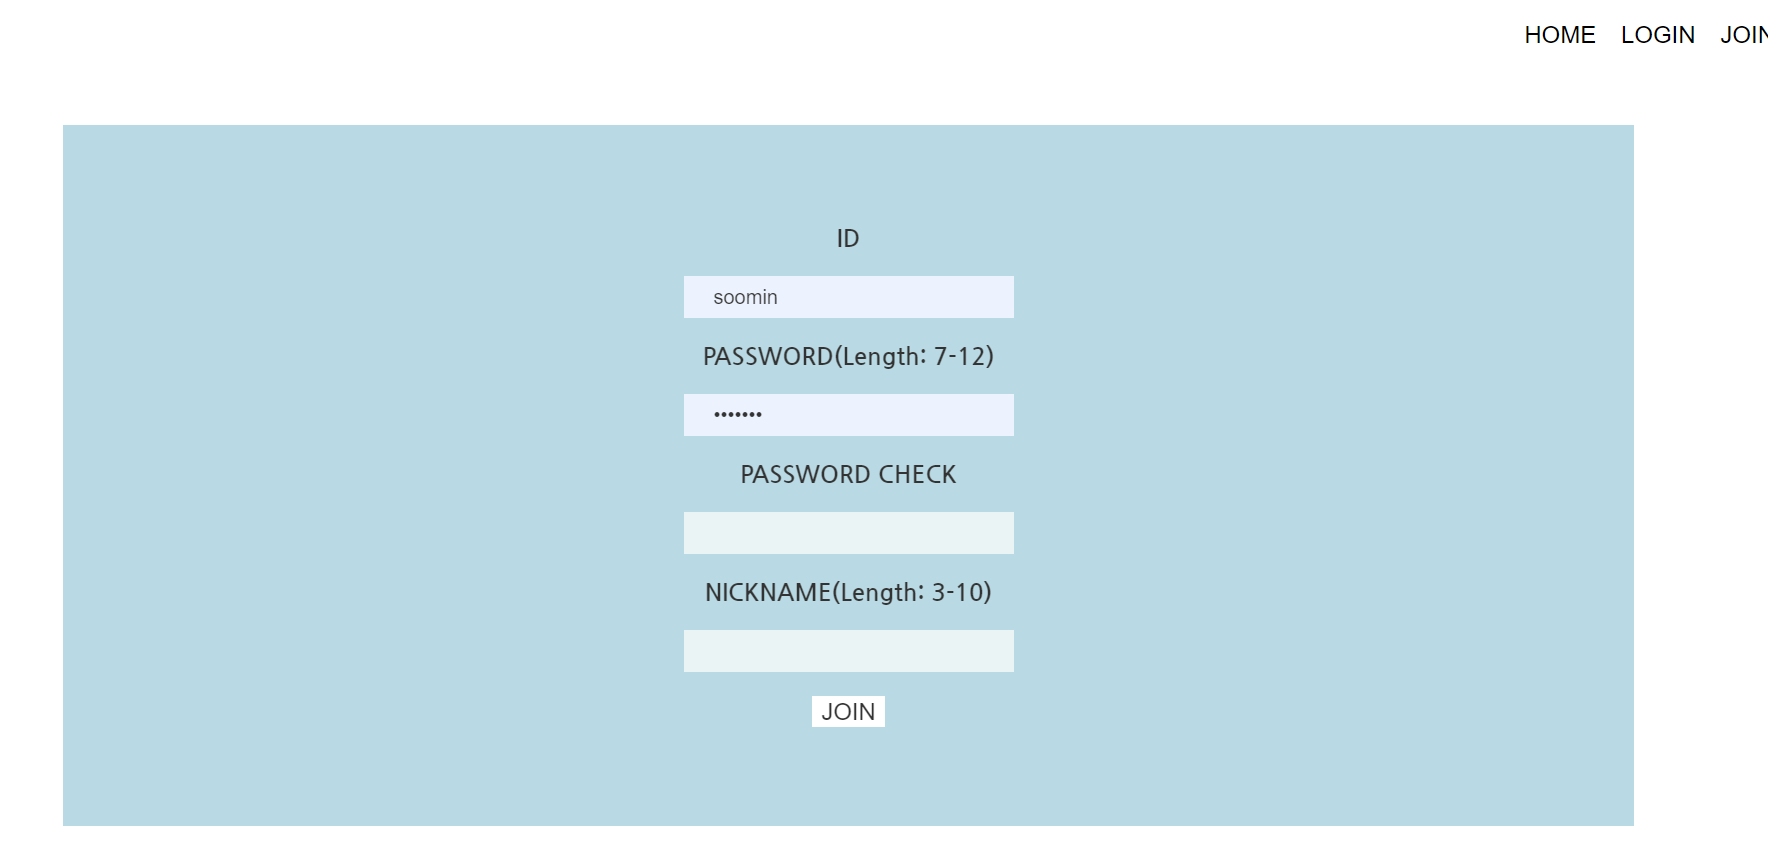 HOME LOGIN JOIN
ID
soomin
PASSWORD(Length: 7-12)
•••••••
PASSWORD CHECK
NICKNAME(Length: 3-10)
JOIN